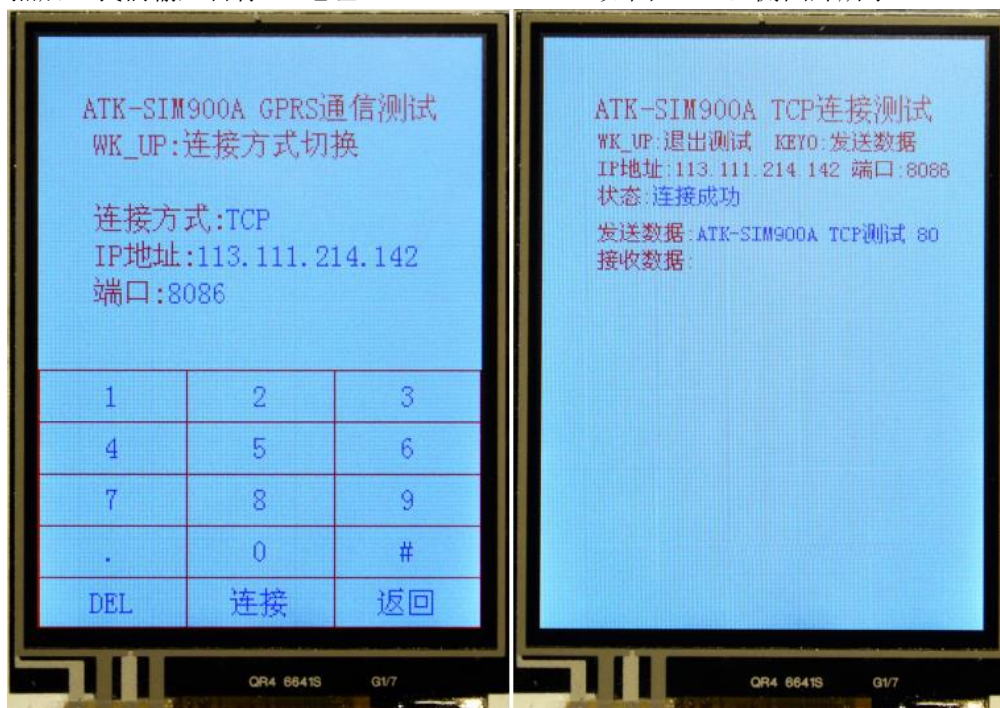 ATK-SIM900A GPRS通信测试
WK_UP:连接方式切换
连接方式:TCP
IP地址:113.111.214.142
端口:8086
1 2 3
4 5 6
7 8 9
. 0 #
DEL 连接 返回
QR4 6641S G1/7
ATK-SIM900A TCP连接测试
WK_UP:退出测试 KEY0:发送数据
IP地址:113.111.214.142 端口:8086
状态:连接成功
发送数据:ATK-SIM900A TCP测试 80
接收数据:
QR4 6641S G1/7